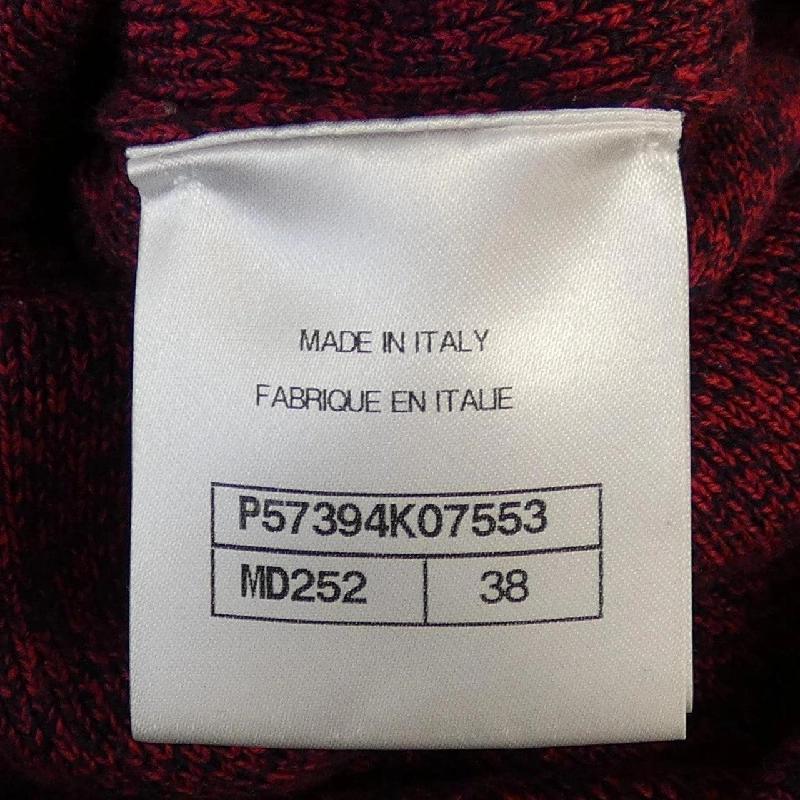 MADE IN ITALY
FABRIQUE EN ITALIE
P57394K07553
MD252 38